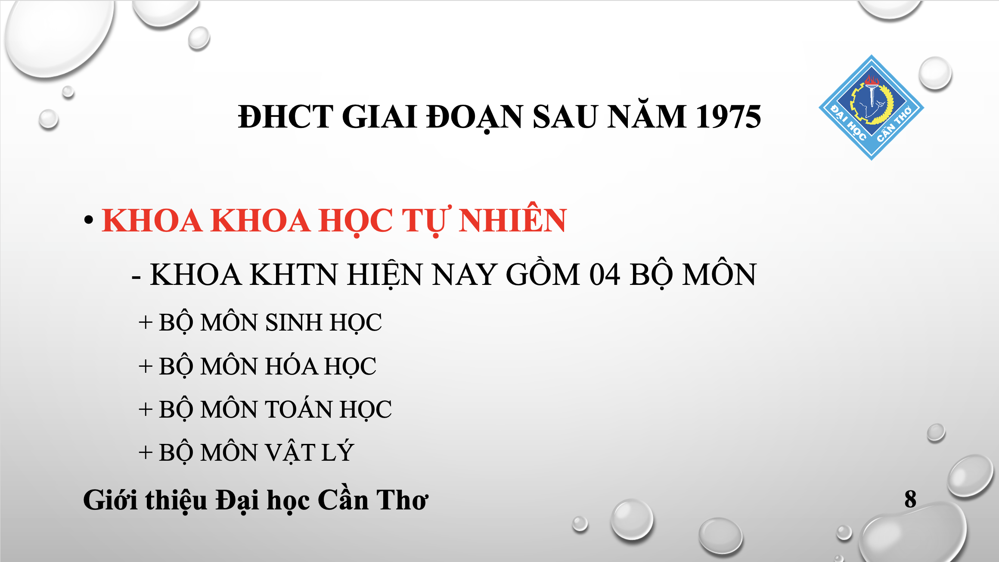 ĐHCT GIAI ĐOẠN SAU NĂM 1975
ĐẠI HỌC CẦN THƠ
• KHOA KHOA HỌC TỰ NHIÊN
- KHOA KHTN HIỆN NAY GỒM 04 BỘ MÔN
+ BỘ MÔN SINH HỌC
+ BỘ MÔN HÓA HỌC
+ BỘ MÔN TOÁN HỌC
+ BỘ MÔN VẬT LÝ
Giới thiệu Đại học Cần Thơ
8